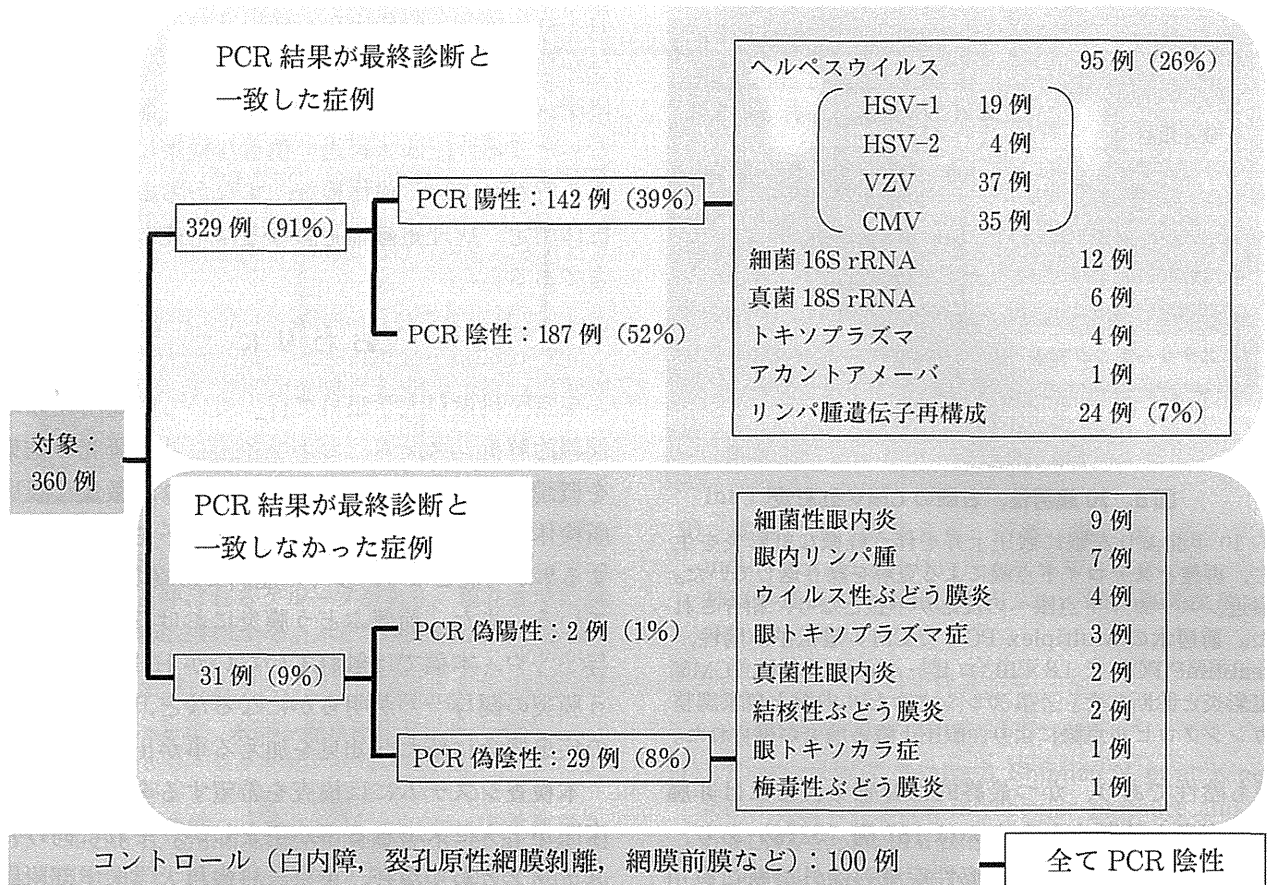 対象：
360 例
PCR 結果が最終診断と
一致した症例
329 例（91%）
PCR 陽性：142 例（39%）
PCR 陰性：187 例（52%）
ヘルペスウイルス 95 例（26%）
HSV-1 19 例
HSV-2 4 例
VZV 37 例
CMV 35 例
細菌 16S rRNA 12 例
真菌 18S rRNA 6 例
トキソプラズマ 4 例
アカントアメーバ 1 例
リンパ腫遺伝子再構成 24 例（7%）
PCR 結果が最終診断と
一致しなかった症例
31 例（9%）
PCR 偽陽性：2 例（1%）
PCR 偽陰性：29 例（8%）
細菌性眼内炎 9 例
眼内リンパ腫 7 例
ウイルス性ぶどう膜炎 4 例
眼トキソプラズマ症 3 例
真菌性眼内炎 2 例
結核性ぶどう膜炎 2 例
眼トキソカラ症 1 例
梅毒性ぶどう膜炎 1 例
コントロール（白内障，裂孔原性網膜剝離，網膜前膜など）：100 例
全て PCR 陰性